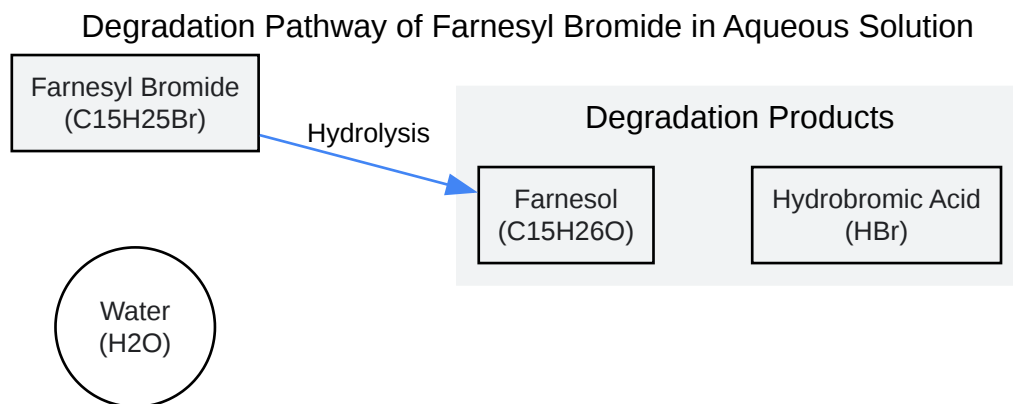 Degradation Pathway of Farnesyl Bromide in Aqueous Solution
Farnesyl Bromide
(C15H25Br)
Hydrolysis
Degradation Products
Farnesol
(C15H26O)
Hydrobromic Acid
(HBr)
Water
(H2O)